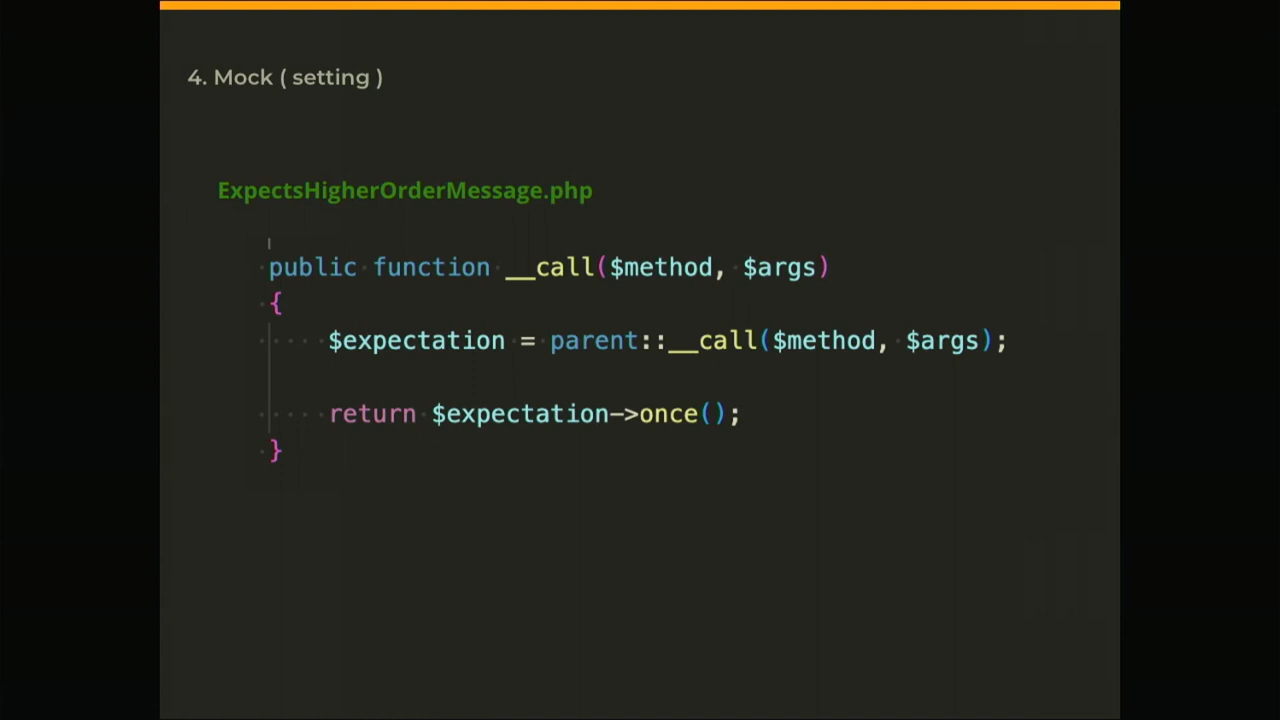 4. Mock ( setting )
ExpectsHigherOrderMessage.php
public function __call($method, $args)
{
$expectation = parent::__call($method, $args);
return $expectation->once();
}